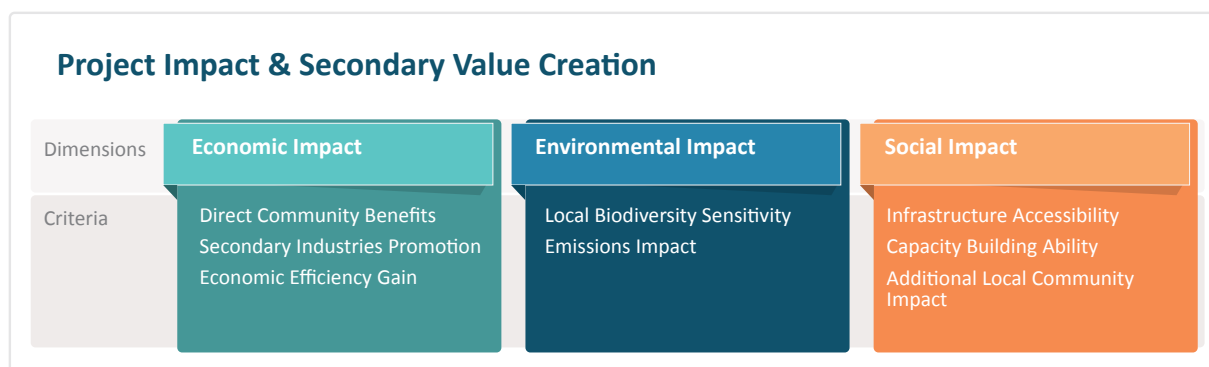 Project Impact & Secondary Value Creation
Dimensions
Economic Impact
Environmental Impact
Social Impact
Criteria
Direct Community Benefits
Secondary Industries Promotion
Economic Efficiency Gain
Local Biodiversity Sensitivity
Emissions Impact
Infrastructure Accessibility
Capacity Building Ability
Additional Local Community
Impact